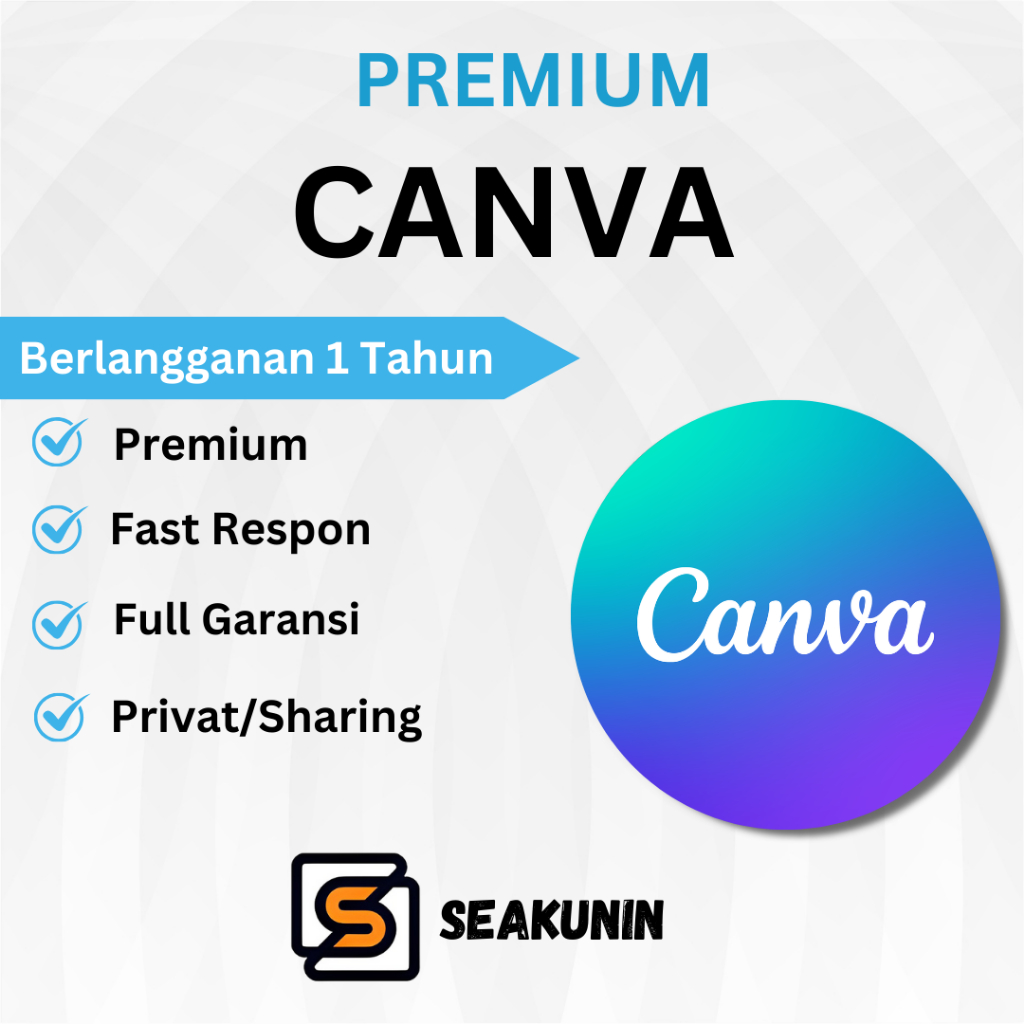 PREMIUM
CANVA
Berlangganan 1 Tahun
Premium
Fast Respon
Full Garansi
Privat/Sharing
Canva
SEAKUNIN